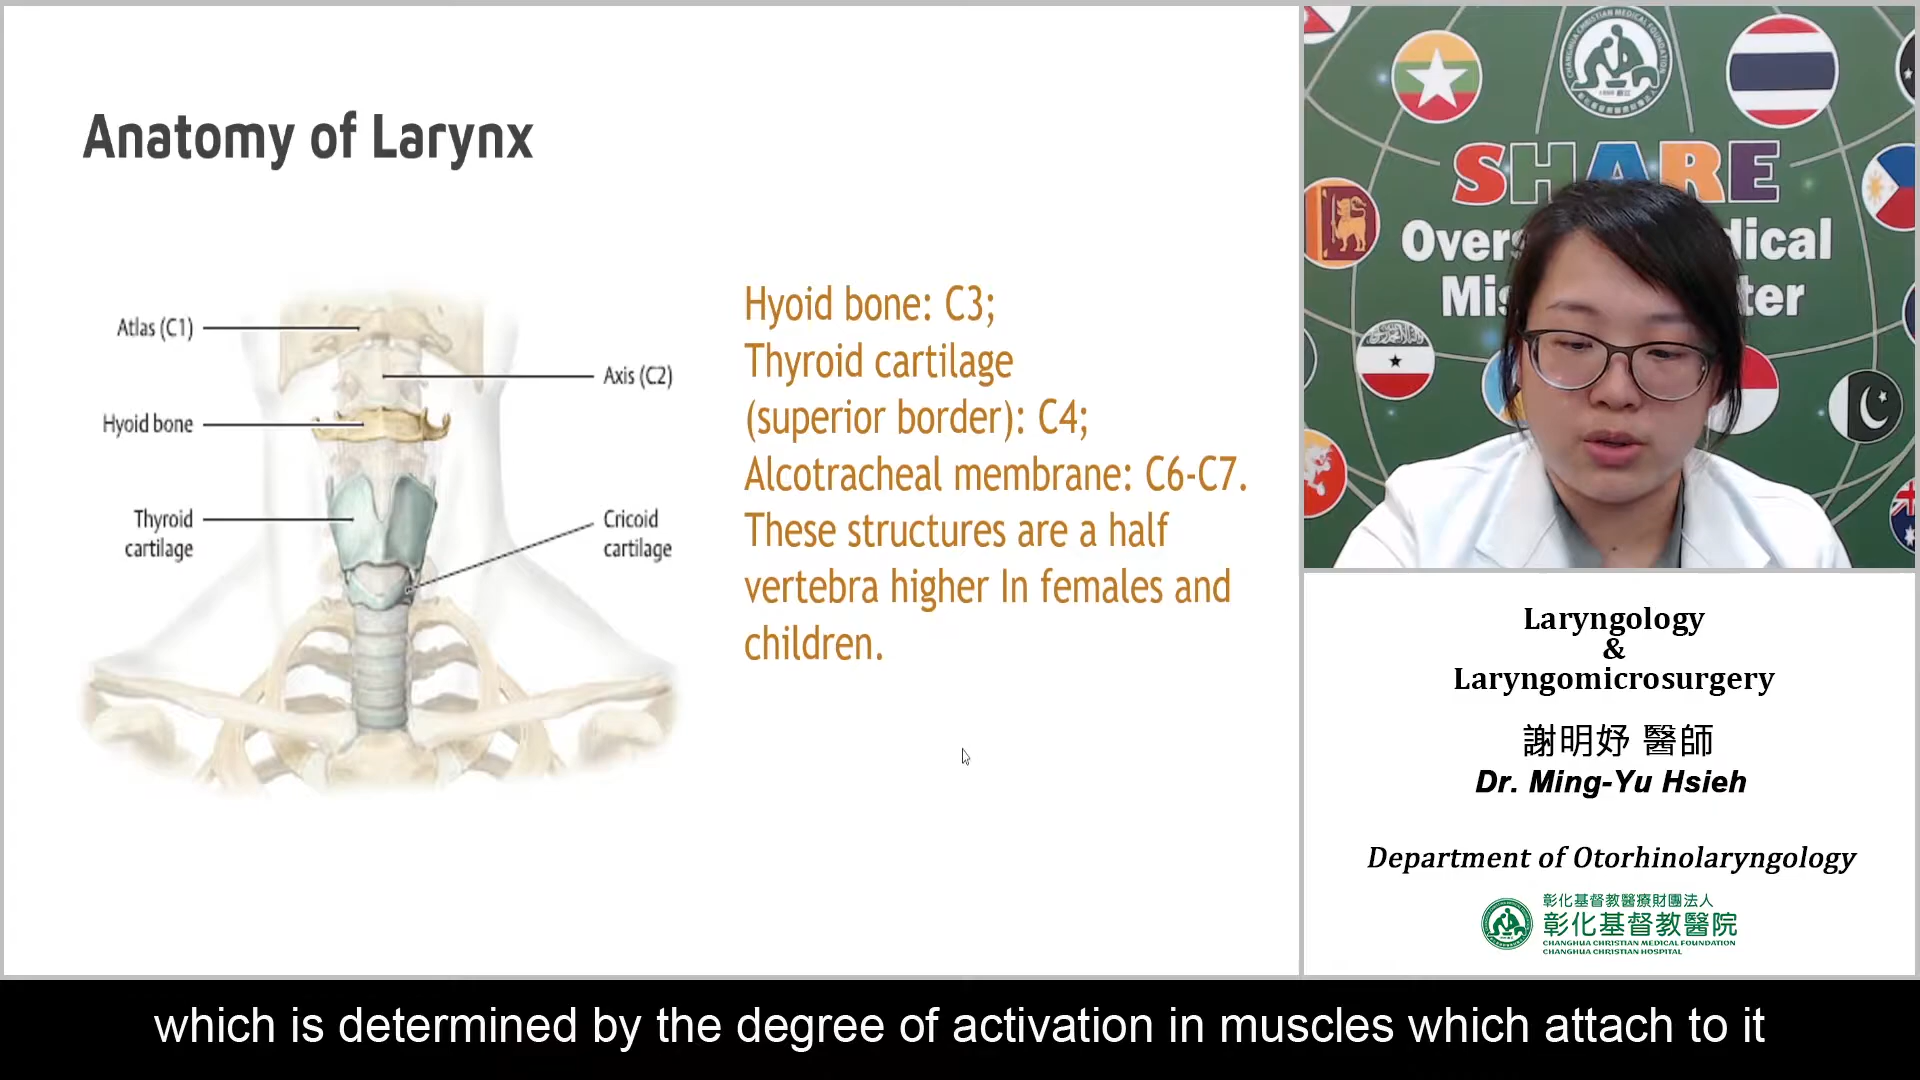 Anatomy of Larynx
Atlas (C1)
Axis (C2)
Hyoid bone
Thyroid
cartilage
Cricoid
cartilage
Hyoid bone: C3;
Thyroid cartilage
(superior border): C4;
Alcotracheal membrane: C6-C7.
These structures are a half
vertebra higher In females and
children.
CHANGHUA CHRISTIAN MEDICAL FOUNDATION
SHARE
Laryngology
&
Laryngomicrosurgery
謝明妤 醫師
Dr. Ming-Yu Hsieh
Department of Otorhinolaryngology
彰化基督教醫療財團法人
彰化基督教醫院
CHANGHUA CHRISTIAN MEDICAL FOUNDATION
CHANGHUA CHRISTIAN HOSPITAL
which is determined by the degree of activation in muscles which attach to it